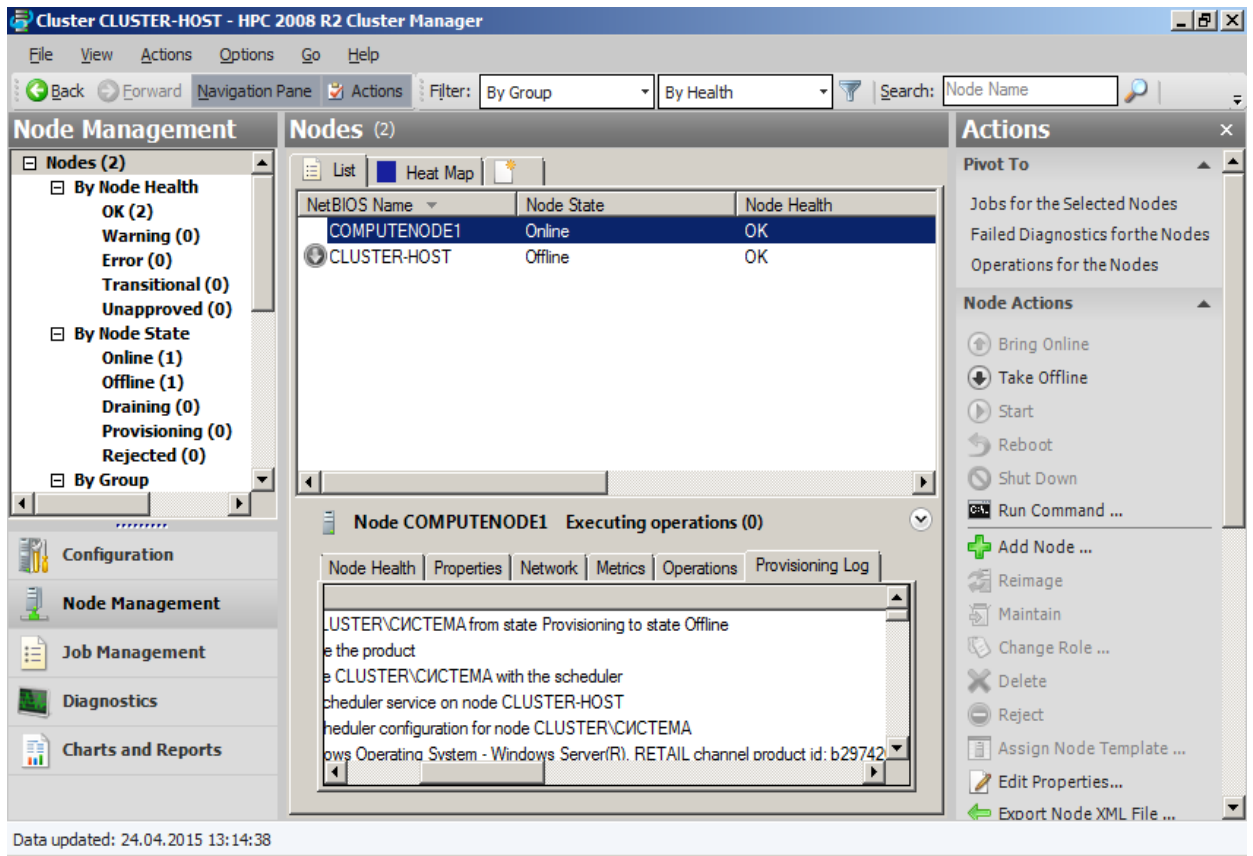 Cluster CLUSTER-HOST - HPC 2008 R2 Cluster Manager
File View Actions Options Go Help
Back Forward Navigation Pane Actions Filter: By Group By Health Search: Node Name
Node Management
Nodes (2)
By Node Health
OK (2)
Warning (0)
Error (0)
Transitional (0)
Unapproved (0)
By Node State
Online (1)
Offline (1)
Draining (0)
Provisioning (0)
Rejected (0)
By Group
Configuration
Node Management
Job Management
Diagnostics
Charts and Reports
Nodes (2)
List Heat Map
NetBIOS Name Node State Node Health
COMPUTENODE1 Online OK
CLUSTER-HOST Offline OK
Node COMPUTENODE1 Executing operations (0)
Node Health Properties Network Metrics Operations Provisioning Log
LUSTER\СИСТЕМА from state Provisioning to state Offline
e the product
e CLUSTER\СИСТЕМА with the scheduler
cheduler service on node CLUSTER-HOST
heduler configuration for node CLUSTER\СИСТЕМА
ows Operating System - Windows Server(R), RETAIL channel product id: b29742
Actions
Pivot To
Jobs for the Selected Nodes
Failed Diagnostics forthe Nodes
Operations for the Nodes
Node Actions
Bring Online
Take Offline
Start
Reboot
Shut Down
C:\. Run Command ...
Add Node ...
Reimage
Maintain
Change Role ...
Delete
Reject
Assign Node Template ...
Edit Properties...
Export Node XML File ...
Data updated: 24.04.2015 13:14:38